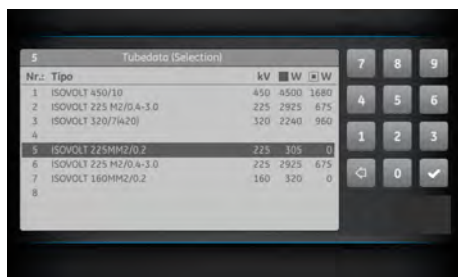 5 Tubedata (Selection)
Nr.: Tipo kV W W
1 ISOVOLT 450/10 450 4500 1680
2 ISOVOLT 225 M2/0.4-3.0 225 2925 675
3 ISOVOLT 320/7(420) 320 2240 960
4
5 ISOVOLT 225MM2/0.2 225 305 0
6 ISOVOLT 225 M2/0.4-3.0 225 2925 675
7 ISOVOLT 160MM2/0.2 160 320 0
8
7 8 9
4 5 6
1 2 3
0